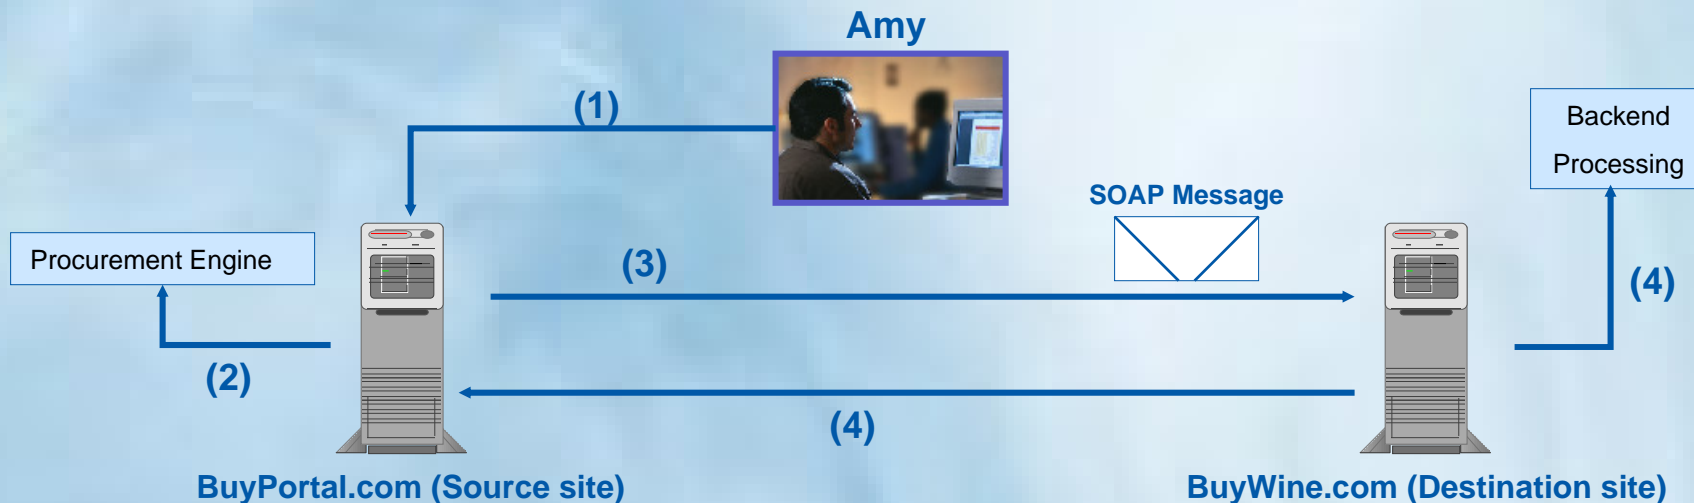 Amy
(1)
Backend
Processing
SOAP Message
Procurement Engine
(3)
(4)
(2)
(4)
BuyPortal.com (Source site)
BuyWine.com (Destination site)